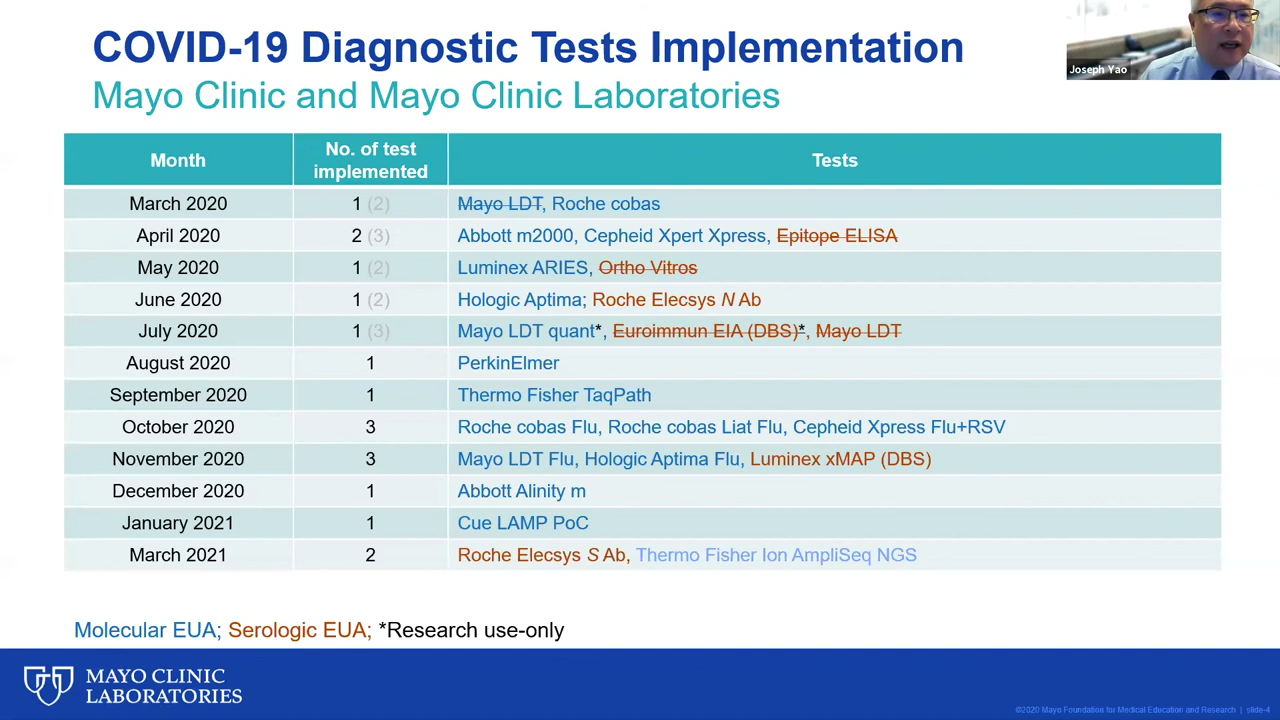 COVID-19 Diagnostic Tests Implementation
Mayo Clinic and Mayo Clinic Laboratories
Joseph Yao
Month No. of test implemented Tests
March 2020 1 (2) Mayo LDT, Roche cobas
April 2020 2 (3) Abbott m2000, Cepheid Xpert Xpress, Epitope ELISA
May 2020 1 (2) Luminex ARIES, Ortho Vitros
June 2020 1 (2) Hologic Aptima; Roche Elecsys N Ab
July 2020 1 (3) Mayo LDT quant*, Euroimmun EIA (DBS)*, Mayo LDT
August 2020 1 PerkinElmer
September 2020 1 Thermo Fisher TaqPath
October 2020 3 Roche cobas Flu, Roche cobas Liat Flu, Cepheid Xpress Flu+RSV
November 2020 3 Mayo LDT Flu, Hologic Aptima Flu, Luminex xMAP (DBS)
December 2020 1 Abbott Alinity m
January 2021 1 Cue LAMP PoC
March 2021 2 Roche Elecsys S Ab, Thermo Fisher Ion AmpliSeq NGS
Molecular EUA; Serologic EUA; *Research use-only
MAYO CLINIC
LABORATORIES
©2020 Mayo Foundation for Medical Education and Research | slide-4